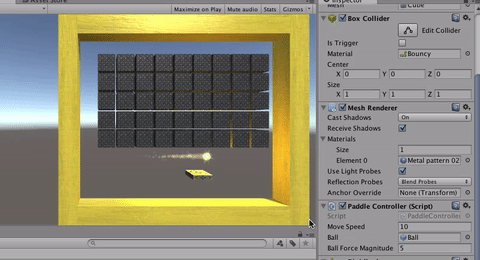 Maximize on Play Mute audio Stats Gizmos
Inspector
Mesh Cube
Box Collider
Edit Collider
Is Trigger
Material Bouncy
Center
X 0 Y 0 Z 0
Size
X 1 Y 1 Z 1
Mesh Renderer
Cast Shadows On
Receive Shadows
Materials
Size 1
Element 0 Metal pattern 02
Use Light Probes
Reflection Probes Blend Probes
Anchor Override None (Transform)
Paddle Controller (Script)
Script PaddleController
Move Speed 10
Ball Ball
Ball Force Magnitude 5